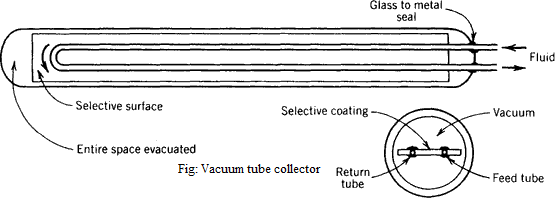 Glass to metal
seal
Fluid
Selective surface
Entire space evacuated
Fig: Vacuum tube collector
Selective coating
Vacuum
Return
tube
Feed tube